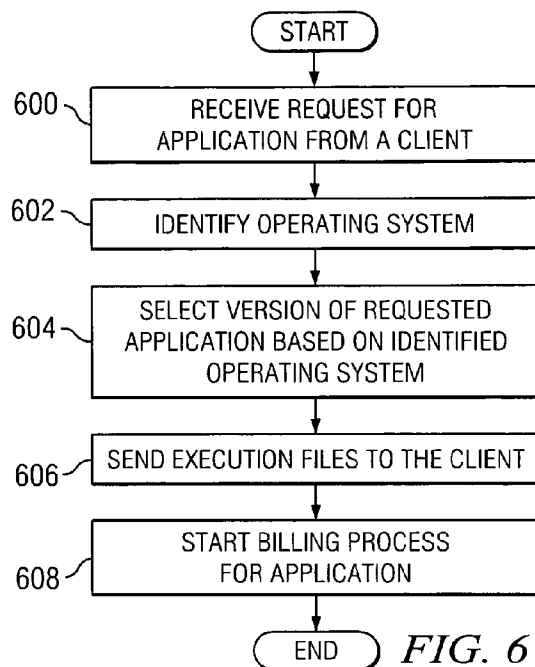 START
600
RECEIVE REQUEST FOR
APPLICATION FROM A CLIENT
602
IDENTIFY OPERATING SYSTEM
604
SELECT VERSION OF REQUESTED
APPLICATION BASED ON IDENTIFIED
OPERATING SYSTEM
606
SEND EXECUTION FILES TO THE CLIENT
608
START BILLING PROCESS
FOR APPLICATION
END
FIG. 6